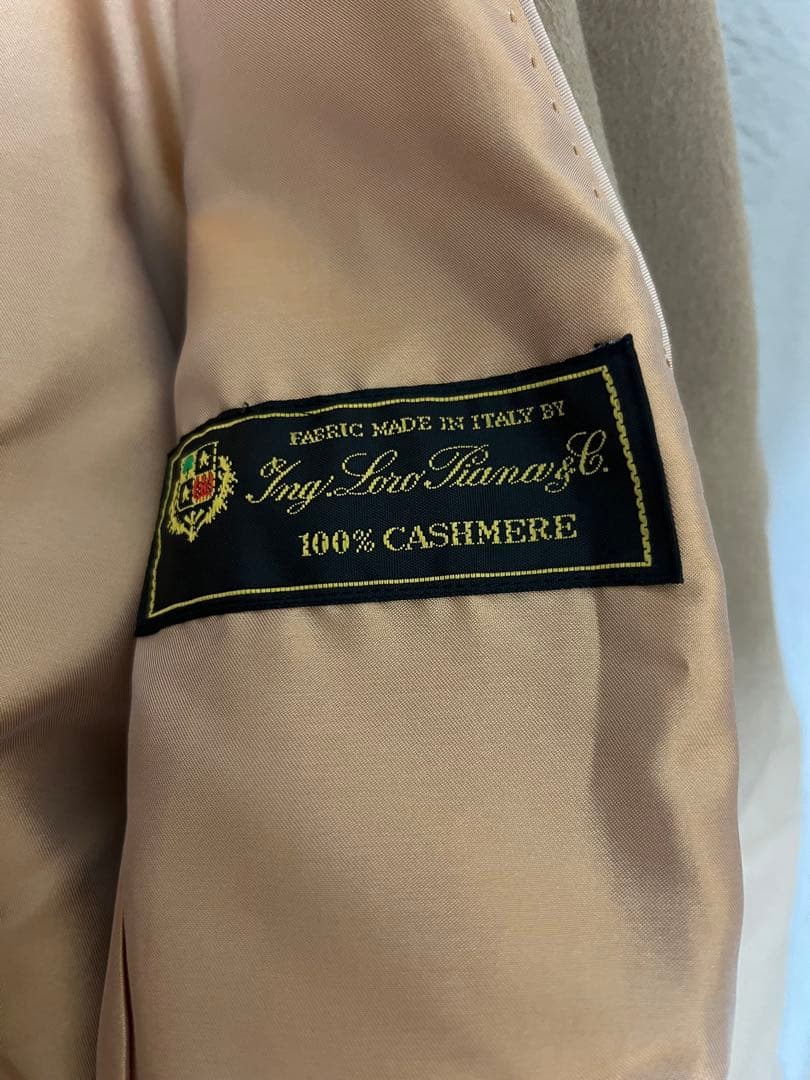 FABRIC MADE IN ITALY BY
Ing. Loro Piana & C.
100% CASHMERE